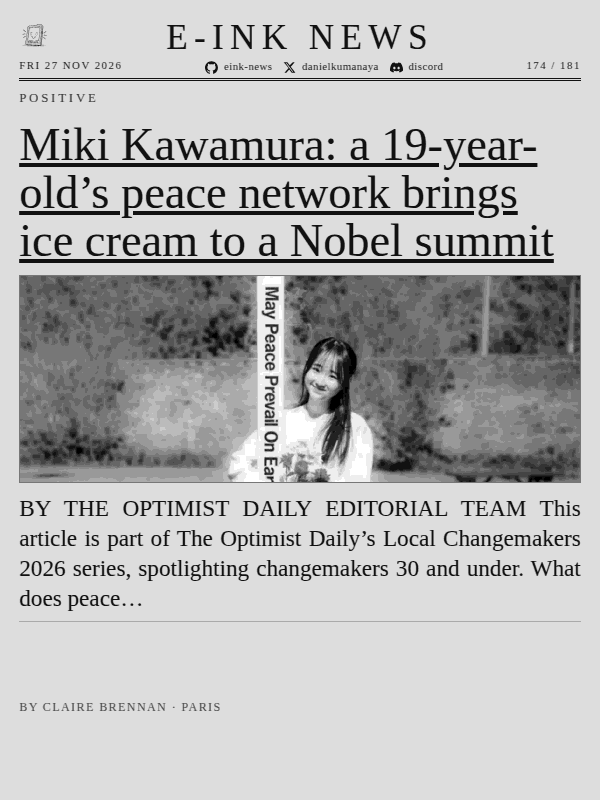 E-INK NEWS
FRI 27 NOV 2026
eink-news danielkumanaya discord
174 / 181
POSITIVE
Miki Kawamura: a 19-year-
old’s peace network brings
ice cream to a Nobel summit
May Peace Prevail On Ear
BY THE OPTIMIST DAILY EDITORIAL TEAM This
article is part of The Optimist Daily’s Local Changemakers
2026 series, spotlighting changemakers 30 and under. What
does peace…
BY CLAIRE BRENNAN · PARIS